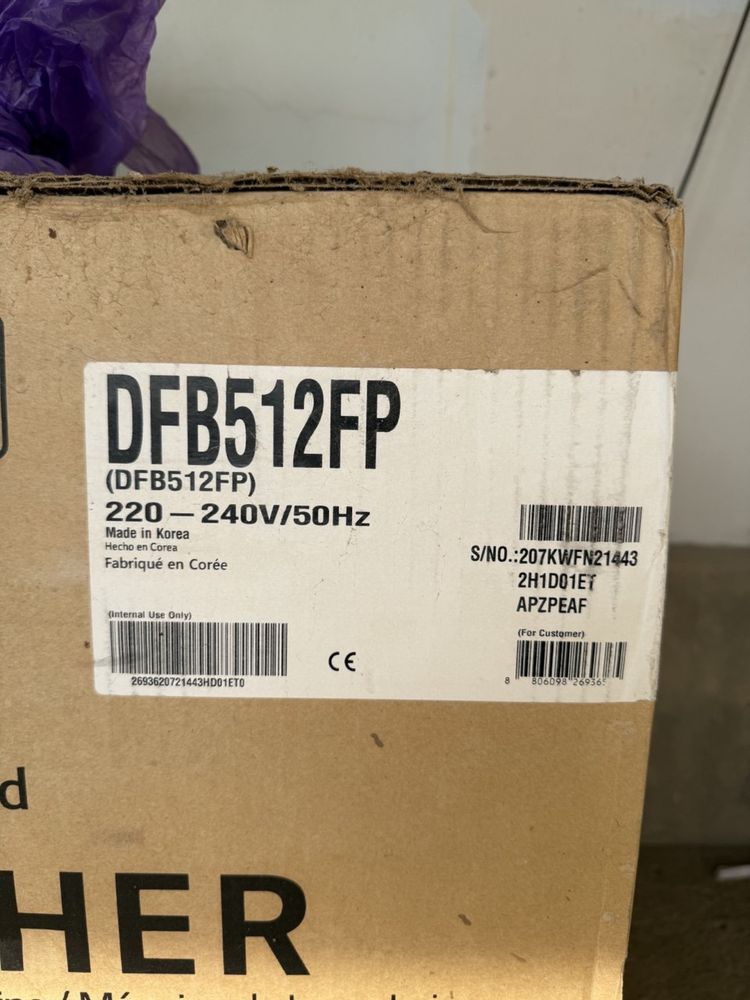 DFB512FP
(DFB512FP)
220 – 240V/50Hz
Made in Korea
Hecho en Corea
Fabriqué en Corée
S/NO.:207KWFN21443
2H1D01ET
APZPEAF
(Internal Use Only)
2693620721443HD01ET0
CE
(For Customer)
8 806098 26936
d
HER